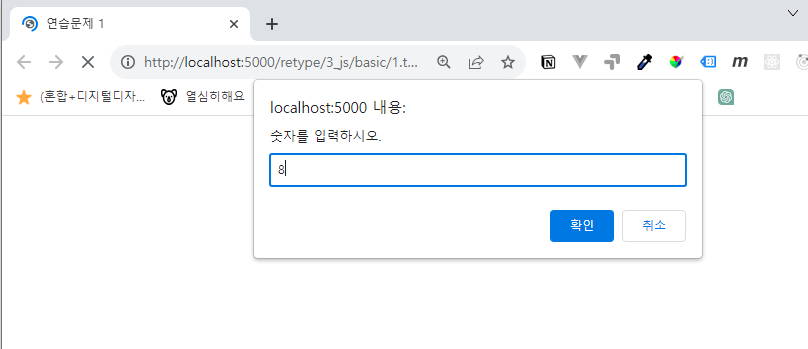 연습문제 1
http://localhost:5000/retype/3_js/basic/1.t...
(혼합+디지털디자... 열심히해요
localhost:5000 내용:
숫자를 입력하시오.
8
확인 취소